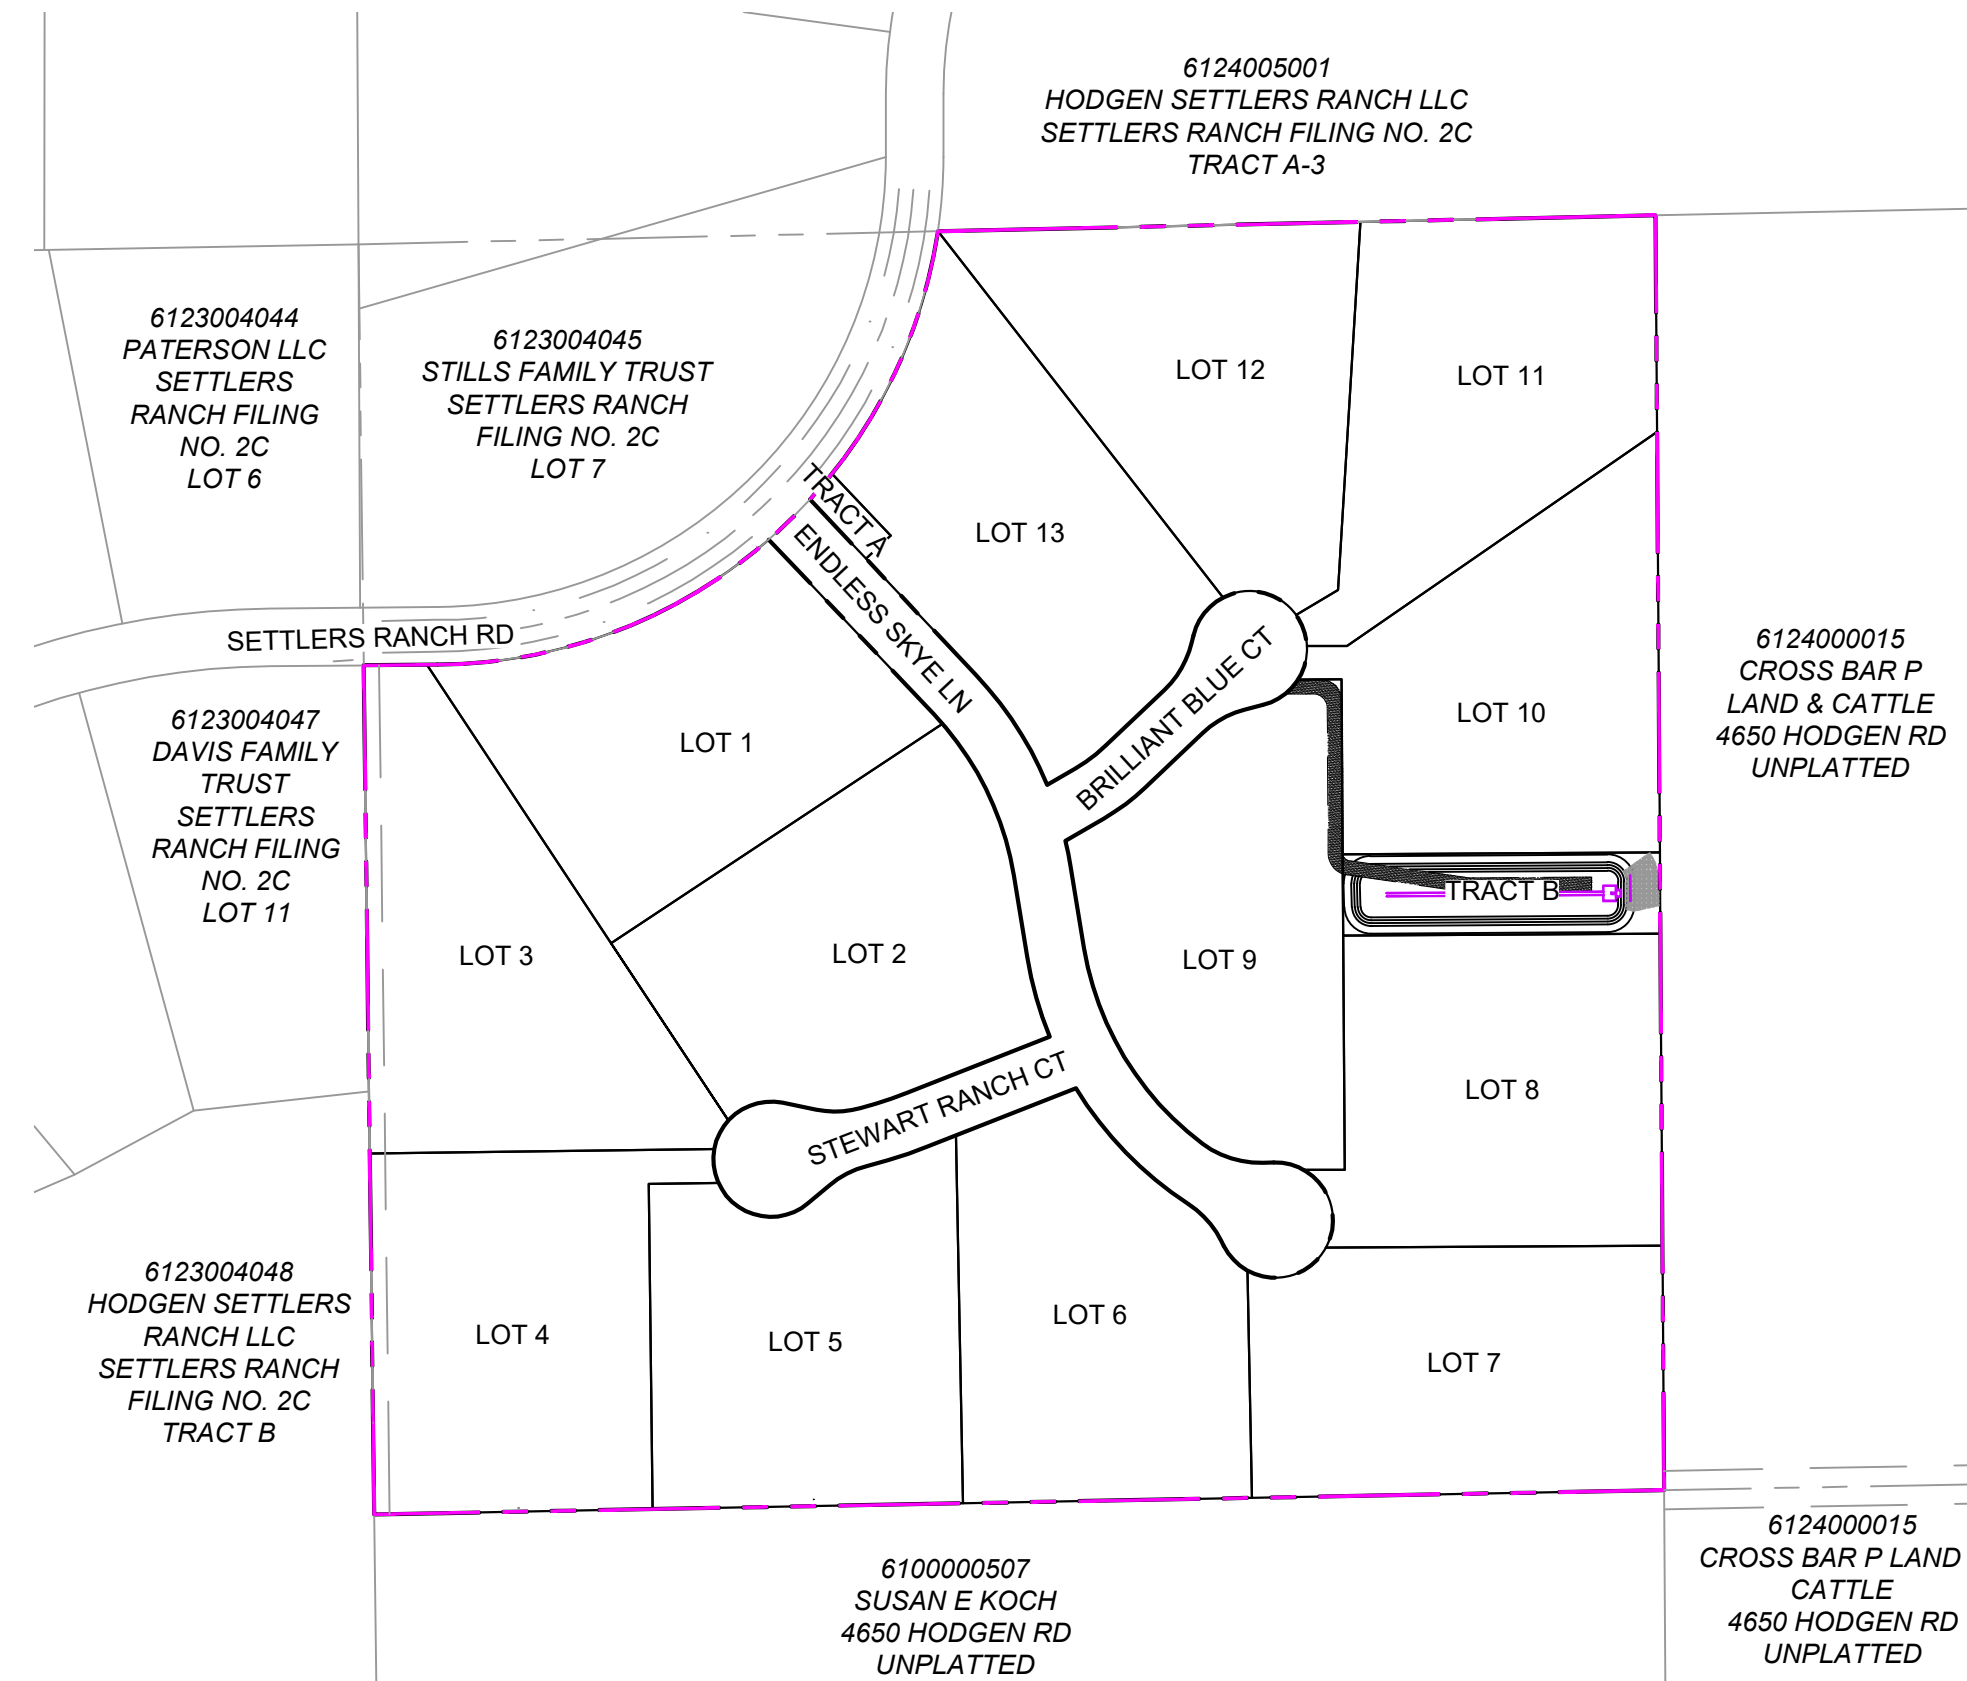 6124005001
HODGEN SETTLERS RANCH LLC
SETTLERS RANCH FILING NO. 2C
TRACT A-3
6123004044
PATERSON LLC
SETTLERS
RANCH FILING
NO. 2C
LOT 6
6123004045
STILLS FAMILY TRUST
SETTLERS RANCH
FILING NO. 2C
LOT 7
LOT 12
LOT 11
TRACT A
LOT 13
ENDLESS SKYE LN
SETTLERS RANCH RD
BRILLIANT BLUE CT
6124000015
CROSS BAR P
LAND & CATTLE
4650 HODGEN RD
UNPLATTED
6123004047
DAVIS FAMILY
TRUST
SETTLERS
RANCH FILING
NO. 2C
LOT 11
LOT 1
LOT 10
TRACT B
LOT 3
LOT 2
LOT 9
LOT 8
STEWART RANCH CT
6123004048
HODGEN SETTLERS
RANCH LLC
SETTLERS RANCH
FILING NO. 2C
TRACT B
LOT 4
LOT 5
LOT 6
LOT 7
6100000507
SUSAN E KOCH
4650 HODGEN RD
UNPLATTED
6124000015
CROSS BAR P LAND
CATTLE
4650 HODGEN RD
UNPLATTED